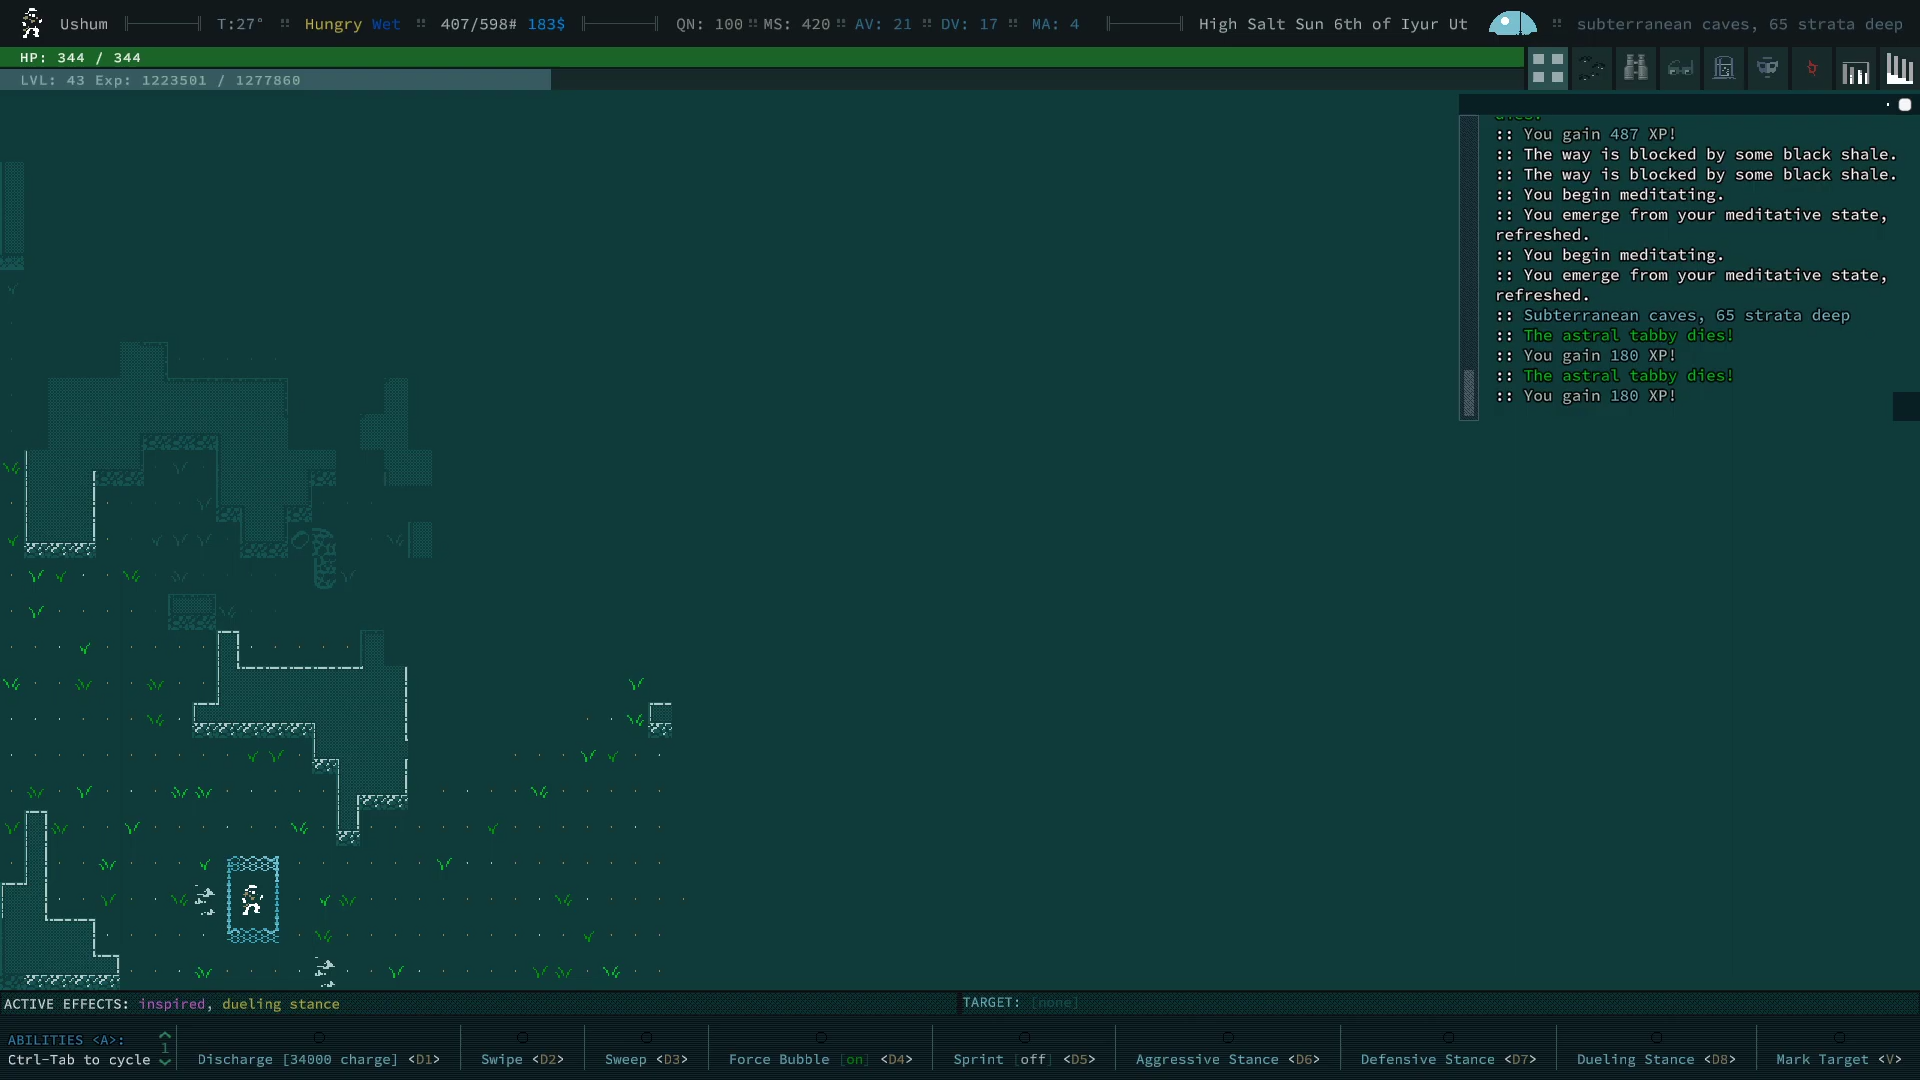 Ushum T:27° Hungry Wet 407/598# 183$ QN: 100 MS: 420 AV: 21 DV: 17 MA: 4 High Salt Sun 6th of Iyur Ut subterranean caves, 65 strata deep
HP: 344 / 344
LVL: 43 Exp: 1223501 / 1277860
dies!
:: You gain 487 XP!
:: The way is blocked by some black shale.
:: The way is blocked by some black shale.
:: You begin meditating.
:: You emerge from your meditative state,
refreshed.
:: You begin meditating.
:: You emerge from your meditative state,
refreshed.
:: Subterranean caves, 65 strata deep
:: The astral tabby dies!
:: You gain 180 XP!
:: The astral tabby dies!
:: You gain 180 XP!
ACTIVE EFFECTS: inspired, dueling stance
TARGET: [none]
ABILITIES <A>:
Ctrl-Tab to cycle
1
Discharge [34000 charge] <D1>
Swipe <D2>
Sweep <D3>
Force Bubble [on] <D4>
Sprint [off] <D5>
Aggressive Stance <D6>
Defensive Stance <D7>
Dueling Stance <D8>
Mark Target <V>